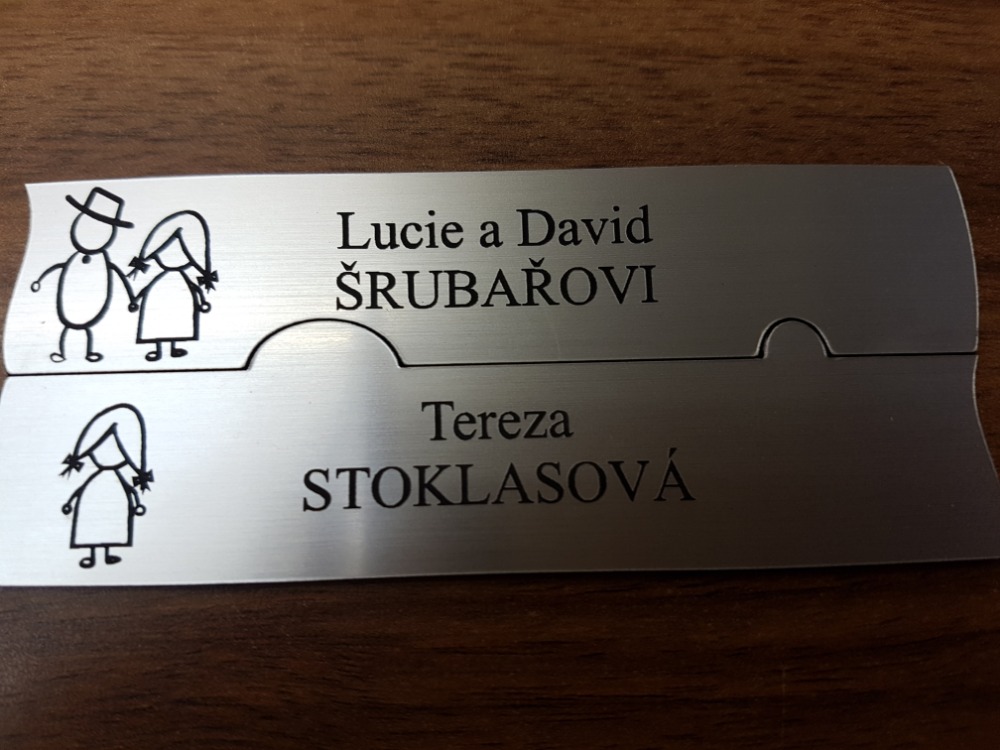 Lucie a David
ŠRUBAŘOVI
Tereza
STOKLASOVÁ